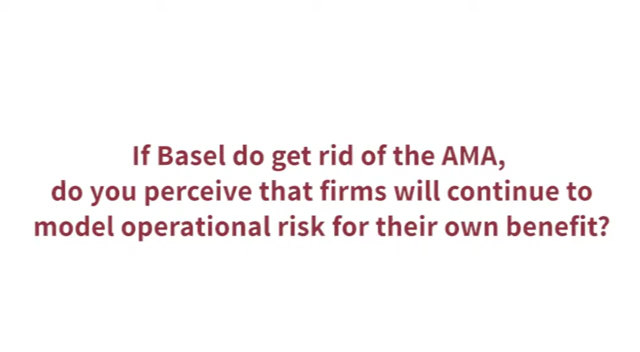 If Basel do get rid of the AMA,
do you perceive that firms will continue to
model operational risk for their own benefit?